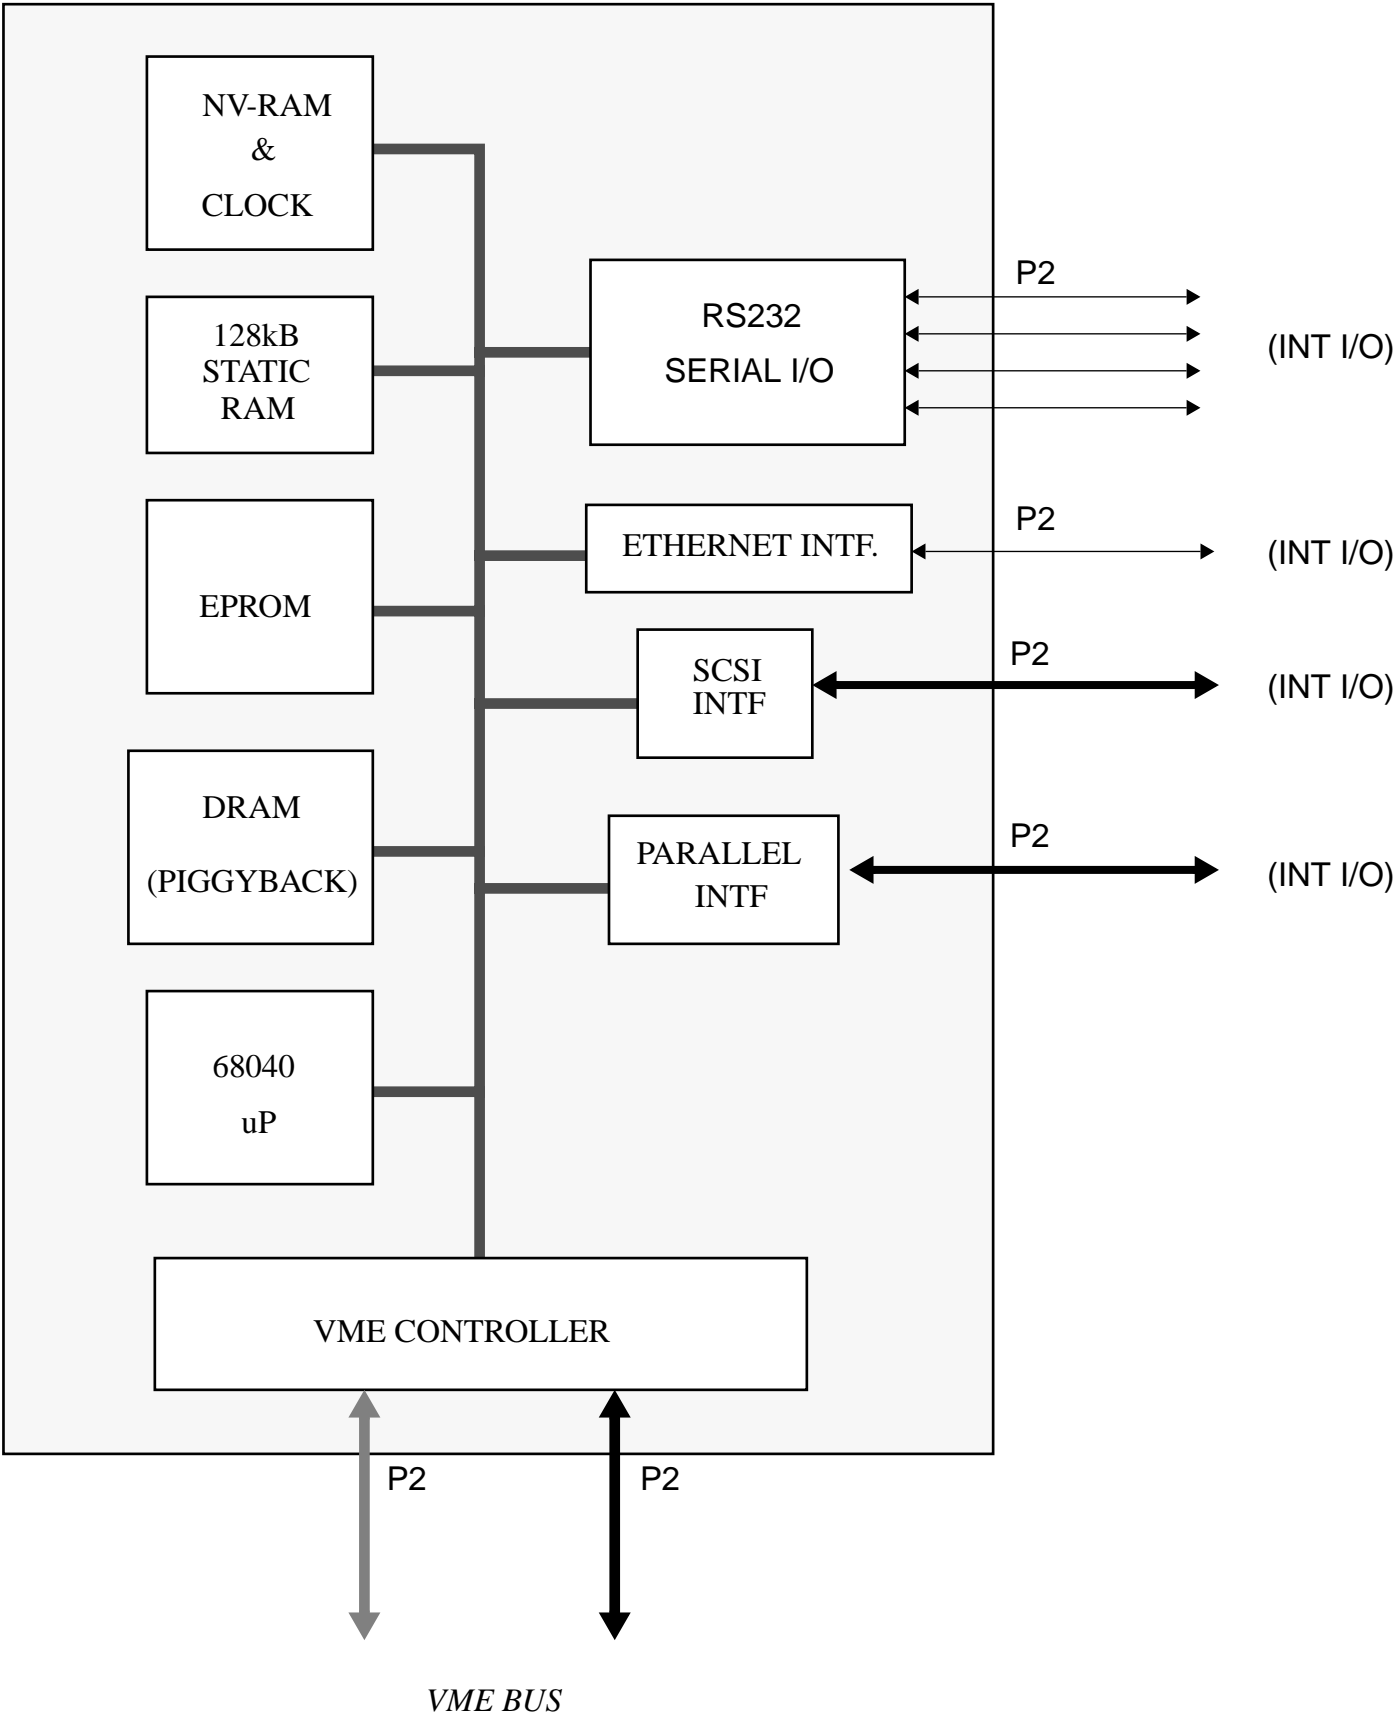 NV-RAM
&
CLOCK
128kB
STATIC
RAM
EPROM
DRAM
(PIGGYBACK)
68040
uP
RS232
SERIAL I/O
P2
(INT I/O)
ETHERNET INTF.
P2
(INT I/O)
SCSI
INTF
P2
(INT I/O)
PARALLEL
INTF
P2
(INT I/O)
VME CONTROLLER
P2
P2
VME BUS